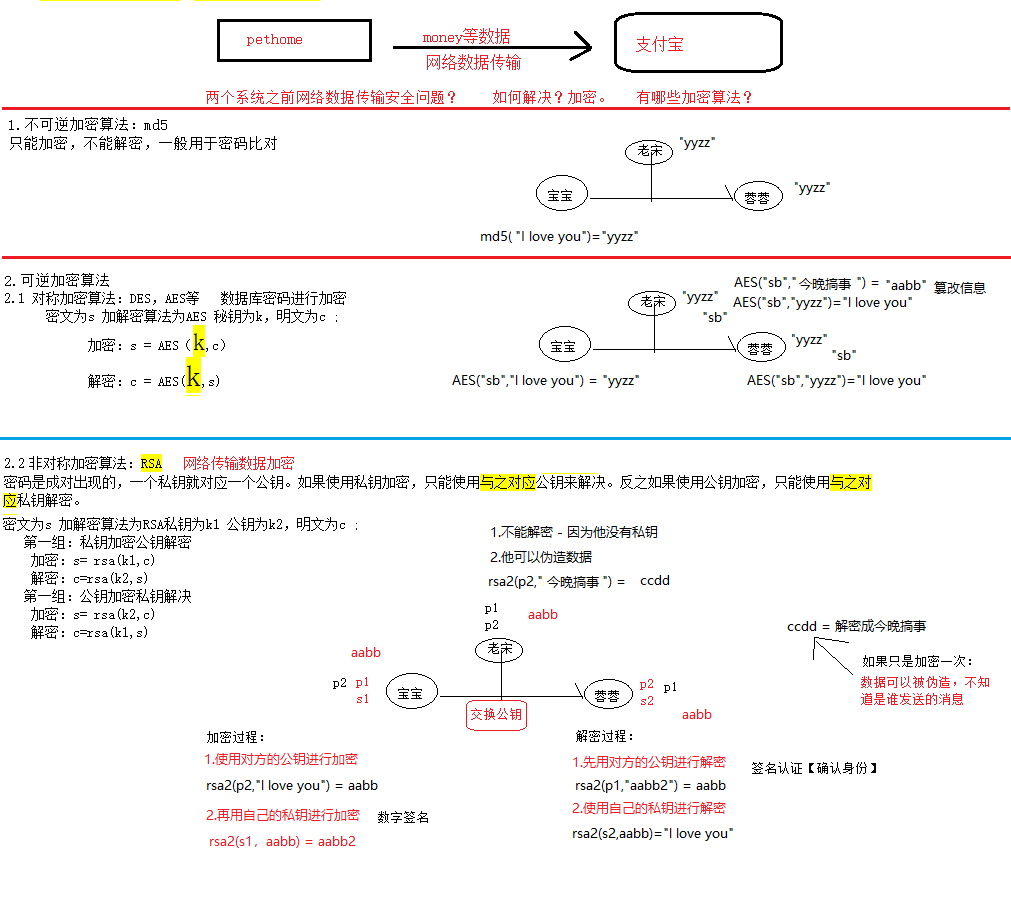 pethome
money等数据
网络数据传输
支付宝
两个系统之前网络数据传输安全问题？ 如何解决？加密。 有哪些加密算法？
1.不可逆加密算法：md5
只能加密，不能解密，一般用于密码比对
老宋 "yyzz"
宝宝
蓉蓉 "yyzz"
md5( "I love you")="yyzz"
2.可逆加密算法
2.1 对称加密算法：DES，AES等 数据库密码进行加密
密文为s 加解密算法为AES 秘钥为k，明文为c ；
加密：s = AES（k,c）
解密：c = AES(k,s)
AES("sb"," 今晚搞事 ") = "aabb" 篡改信息
老宋 "yyzz" AES("sb","yyzz")="I love you"
"sb"
宝宝
蓉蓉 "yyzz"
"sb"
AES("sb","I love you") = "yyzz"
AES("sb","yyzz")="I love you"
2.2 非对称加密算法：RSA 网络传输数据加密
密码是成对出现的，一个私钥就对应一个公钥。如果使用私钥加密，只能使用与之对应公钥来解决。反之如果使用公钥加密，只能使用与之对
应私钥解密。
密文为s 加解密算法为RSA私钥为k1 公钥为k2，明文为c ；
第一组：私钥加密公钥解密
加密：s= rsa(k1,c)
解密：c=rsa(k2,s)
第一组：公钥加密私钥解决
加密：s= rsa(k2,c)
解密：c=rsa(k1,s)
1.不能解密 - 因为他没有私钥
2.他可以伪造数据
rsa2(p2," 今晚搞事 ") = ccdd
p1
p2
aabb
老宋
aabb
p2 p1
s1
宝宝
交换公钥
蓉蓉
p2 p1
s2
aabb
ccdd = 解密成今晚搞事
如果只是加密一次：
数据可以被伪造，不知
道是谁发送的消息
加密过程：
1.使用对方的公钥进行加密
rsa2(p2,"I love you") = aabb
2.再用自己的私钥进行加密 数字签名
rsa2(s1，aabb) = aabb2
解密过程：
1.先用对方的公钥进行解密
rsa2(p1,"aabb2") = aabb
2.使用自己的私钥进行解密
rsa2(s2,aabb)="I love you"
签名认证【确认身份】